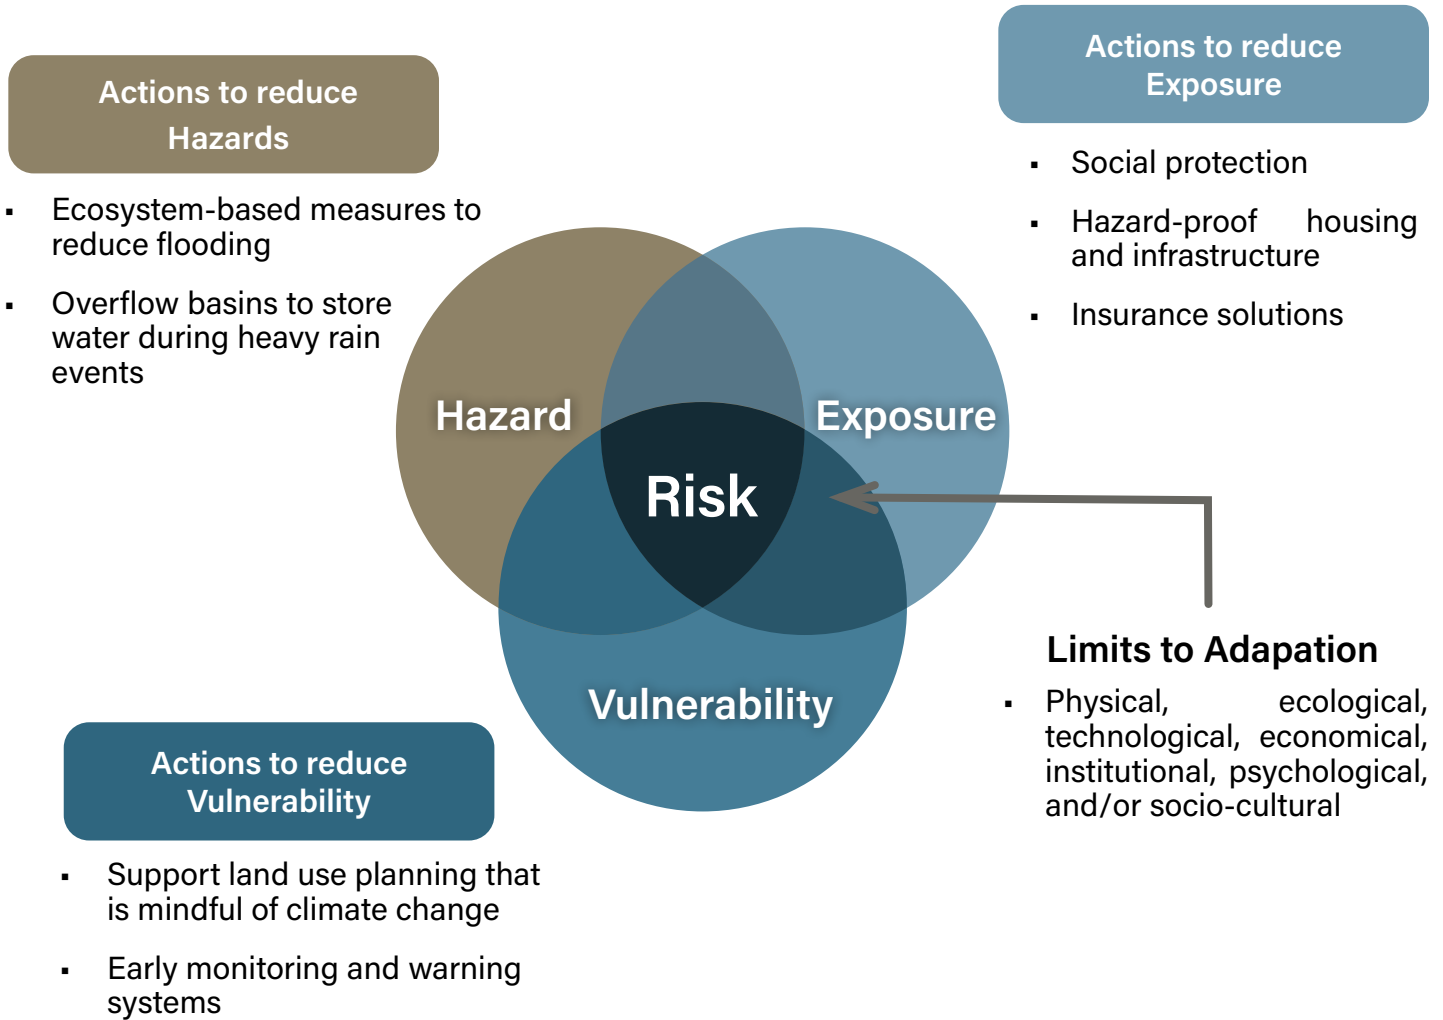 Actions to reduce
Hazards
▪ Ecosystem-based measures to
reduce flooding
▪ Overflow basins to store
water during heavy rain
events
Actions to reduce
Exposure
▪ Social protection
▪ Hazard-proof housing
and infrastructure
▪ Insurance solutions
Hazard
Exposure
Risk
Vulnerability
Limits to Adapation
▪ Physical, ecological,
technological, economical,
institutional, psychological,
and/or socio-cultural
Actions to reduce
Vulnerability
▪ Support land use planning that
is mindful of climate change
▪ Early monitoring and warning
systems